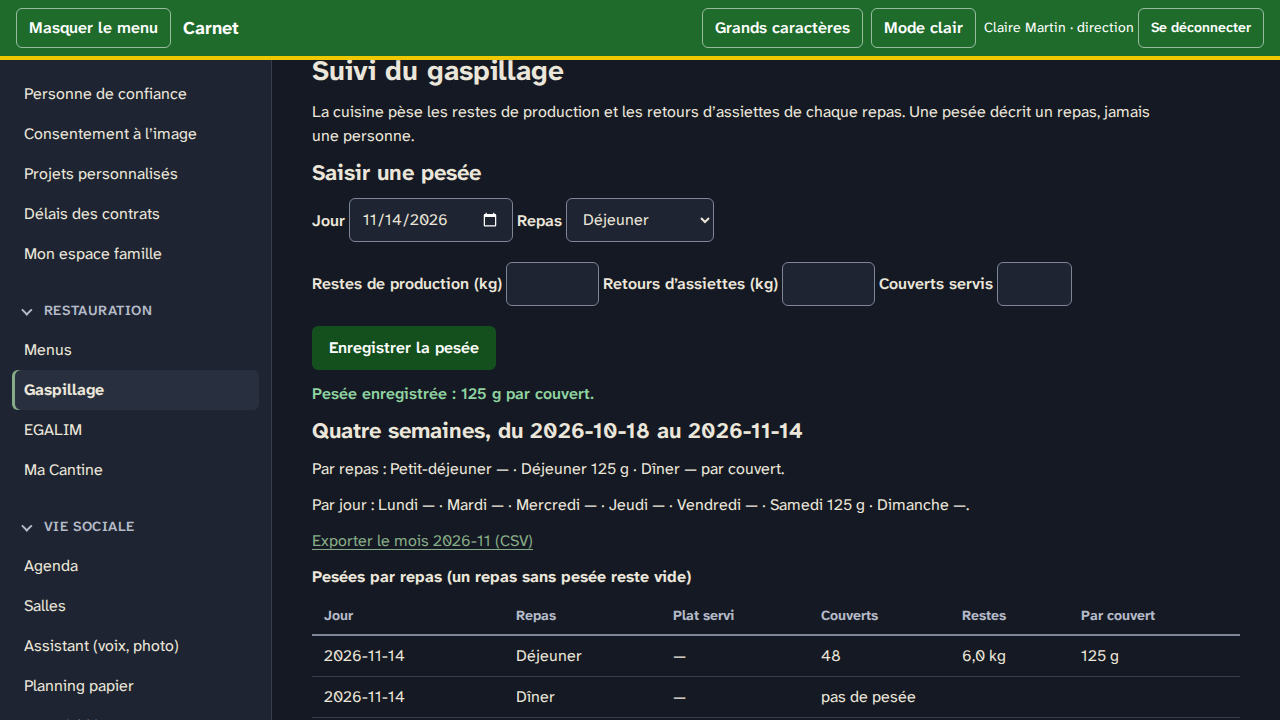 Masquer le menu
Carnet
Grands caractères
Mode clair
Claire Martin · direction
Se déconnecter
Personne de confiance
Consentement à l’image
Projets personnalisés
Délais des contrats
Mon espace famille
RESTAURATION
Menus
Gaspillage
EGALIM
Ma Cantine
VIE SOCIALE
Agenda
Salles
Assistant (voix, photo)
Planning papier
Suivi du gaspillage
La cuisine pèse les restes de production et les retours d’assiettes de chaque repas. Une pesée décrit un repas, jamais
une personne.
Saisir une pesée
Jour 11/14/2026 Repas Déjeuner
Restes de production (kg) Retours d’assiettes (kg) Couverts servis
Enregistrer la pesée
Pesée enregistrée : 125 g par couvert.
Quatre semaines, du 2026-10-18 au 2026-11-14
Par repas : Petit-déjeuner — · Déjeuner 125 g · Dîner — par couvert.
Par jour : Lundi — · Mardi — · Mercredi — · Jeudi — · Vendredi — · Samedi 125 g · Dimanche —.
Exporter le mois 2026-11 (CSV)
Pesées par repas (un repas sans pesée reste vide)
Jour Repas Plat servi Couverts Restes Par couvert
2026-11-14 Déjeuner — 48 6,0 kg 125 g
2026-11-14 Dîner — pas de pesée